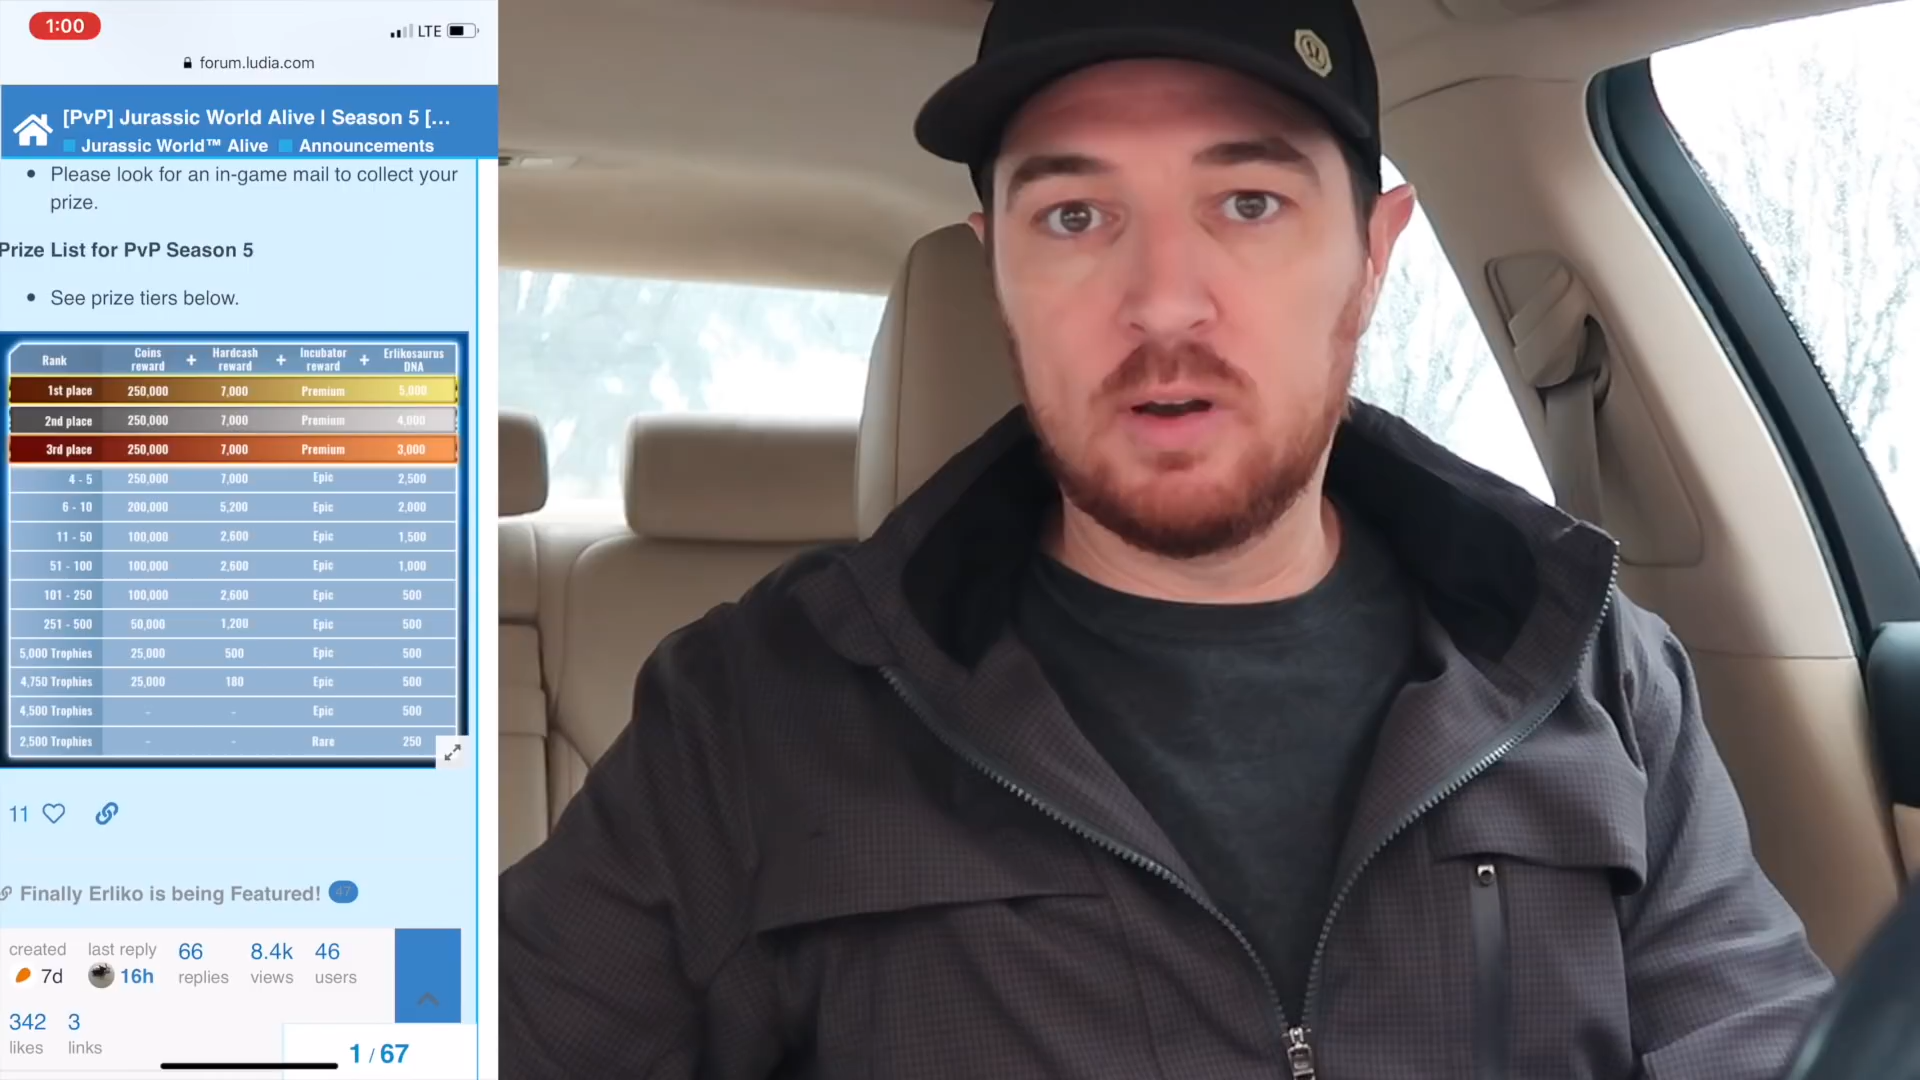 1:00
LTE
forum.ludia.com
[PvP] Jurassic World Alive | Season 5 [...
Jurassic World™ Alive Announcements
Please look for an in-game mail to collect your
prize.
Prize List for PvP Season 5
See prize tiers below.
Rank Coins reward + Hardcash reward + Incubator reward + Erlikosaurus DNA
1st place 250,000 7,000 Premium 5,000
2nd place 250,000 7,000 Premium 4,000
3rd place 250,000 7,000 Premium 3,000
4 - 5 250,000 7,000 Epic 2,500
6 - 10 200,000 5,200 Epic 2,000
11 - 50 100,000 2,600 Epic 1,500
51 - 100 100,000 2,600 Epic 1,000
101 - 250 100,000 2,600 Epic 500
251 - 500 50,000 1,200 Epic 500
5,000 Trophies 25,000 500 Epic 500
4,750 Trophies 25,000 180 Epic 500
4,500 Trophies - - Epic 500
2,500 Trophies - - Rare 250
11
Finally Erliko is being Featured! 47
created last reply 66 8.4k 46
7d 16h replies views users
342 3
likes links
1 / 67